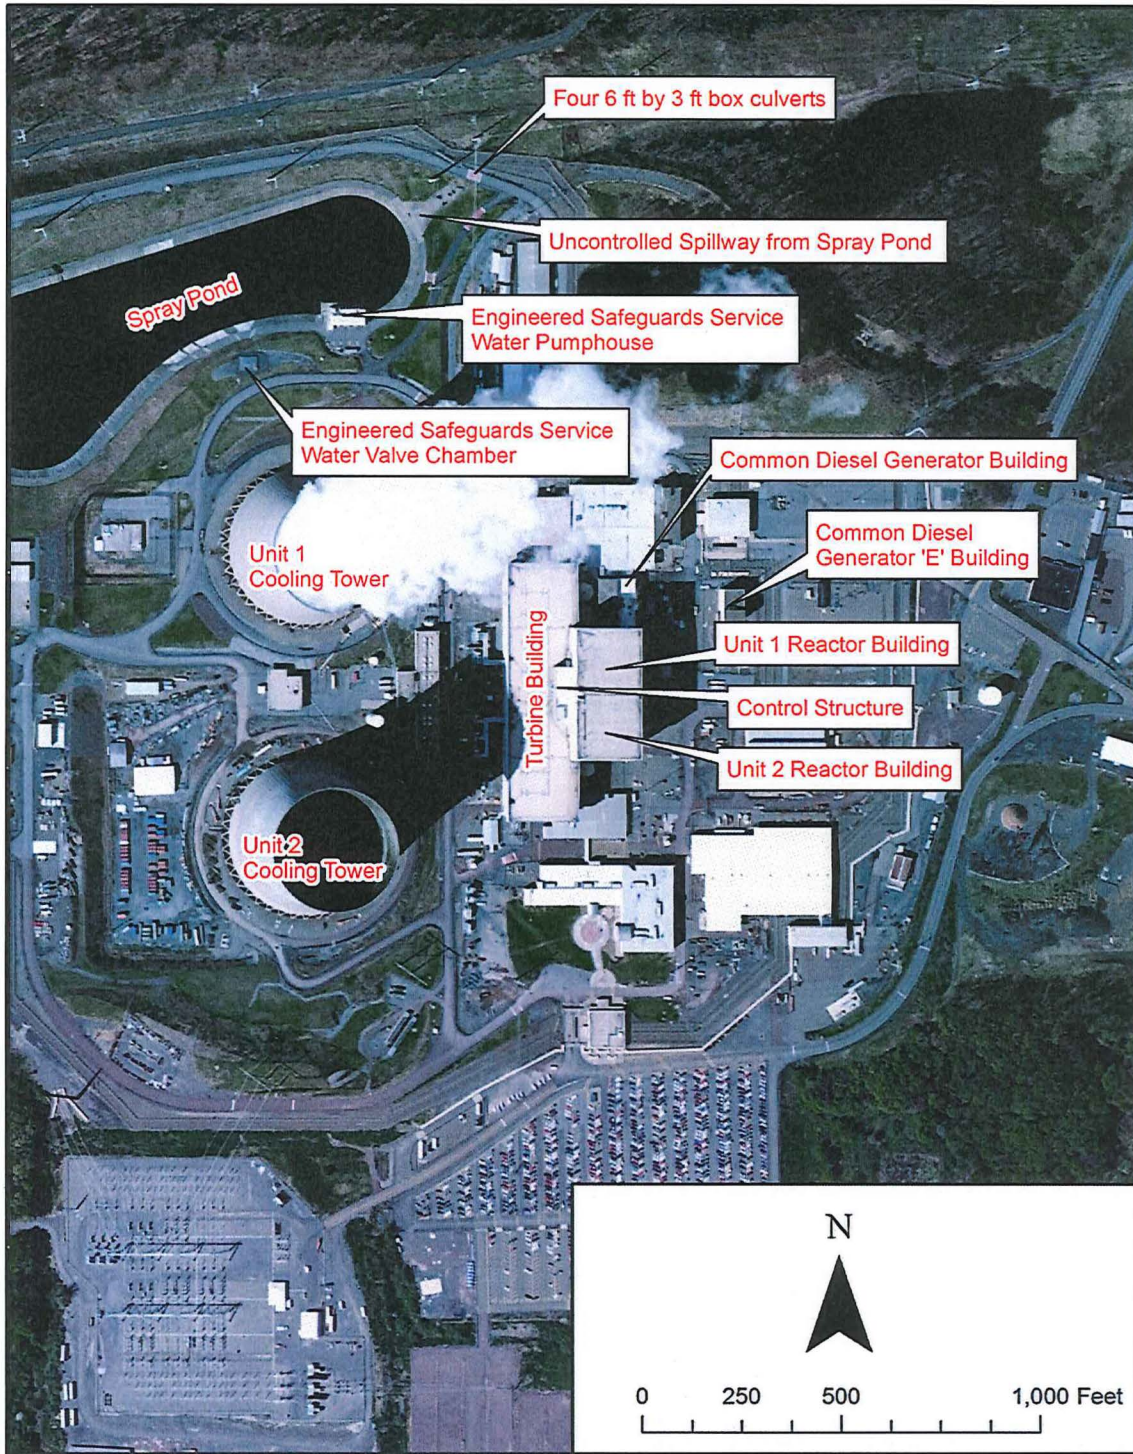 Four 6 ft by 3 ft box culverts
Uncontrolled Spillway from Spray Pond
Spray Pond
Engineered Safeguards Service
Water Pumphouse
Engineered Safeguards Service
Water Valve Chamber
Common Diesel Generator Building
Common Diesel
Generator 'E' Building
Unit 1
Cooling Tower
Unit 1 Reactor Building
Turbine Building
Control Structure
Unit 2 Reactor Building
Unit 2
Cooling Tower
N
0 250 500 1,000 Feet